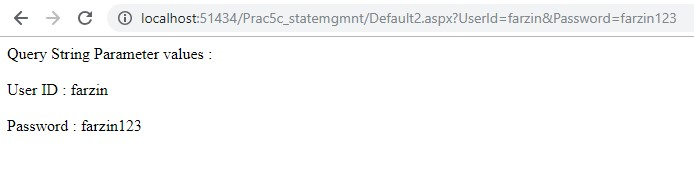 localhost:51434/Prac5c_statemgmnt/Default2.aspx?UserId=farzin&Password=farzin123
Query String Parameter values :
User ID : farzin
Password : farzin123